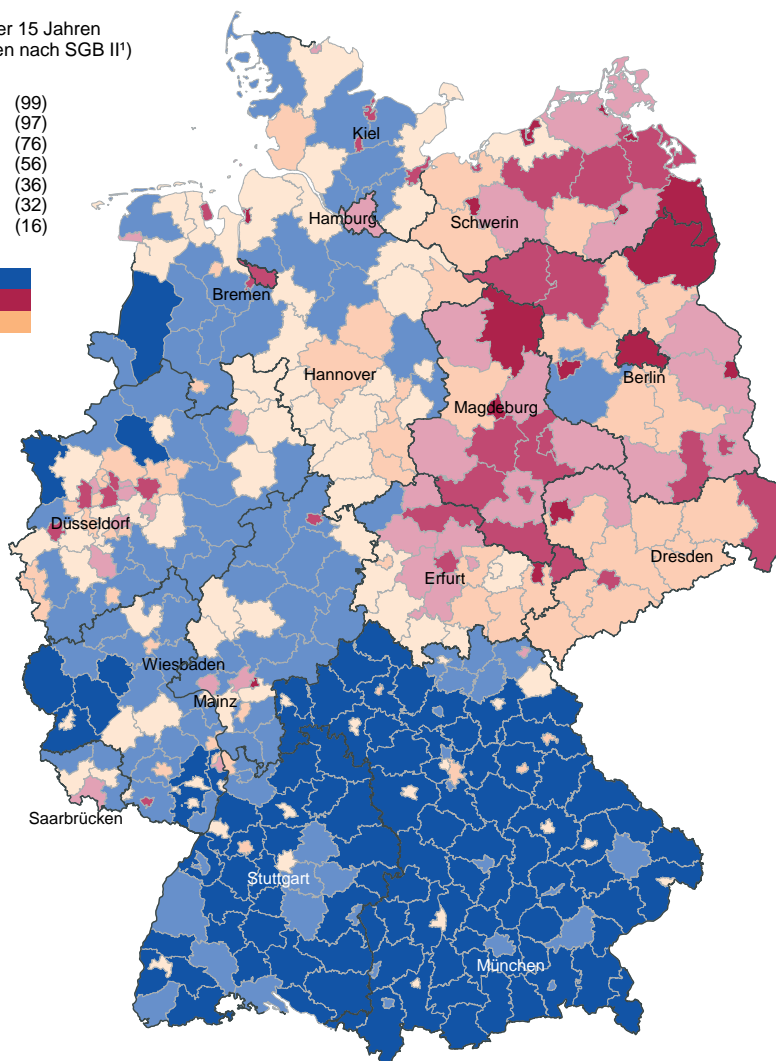 er 15 Jahren
en nach SGB II¹)
(99)
(97)
(76)
(56)
(36)
(32)
(16)
Kiel
Hamburg
Schwerin
Bremen
Hannover
Berlin
Magdeburg
Düsseldorf
Erfurt
Dresden
Wiesbaden
Mainz
Saarbrücken
Stuttgart
München